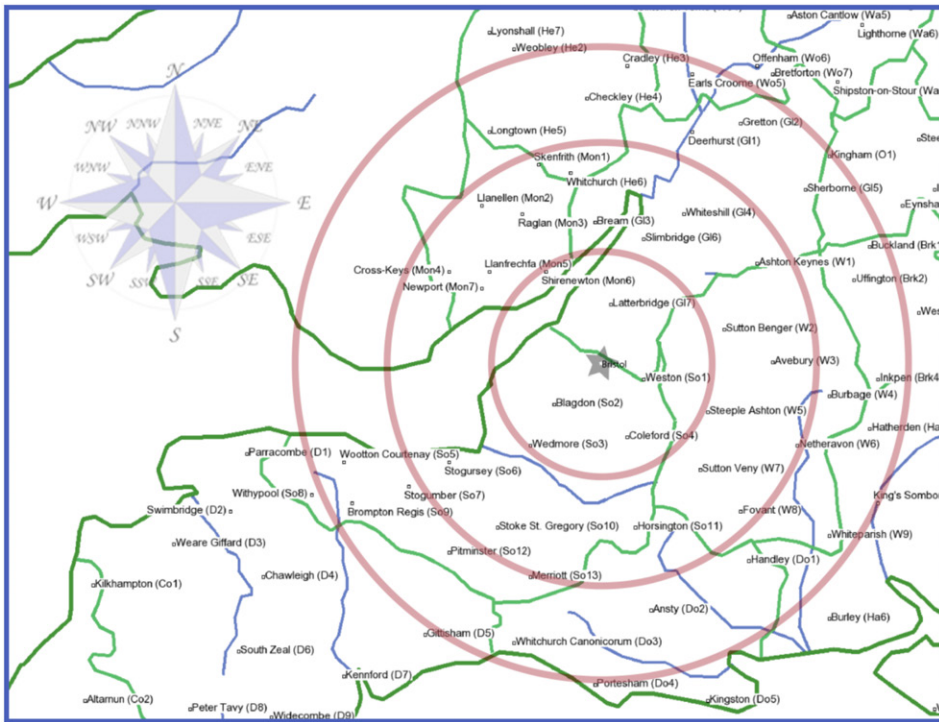 Aston Cantlow (Wa5)
Lyonshall (He7)
Lighthorne (Wa6)
Weobley (He2)
Cradley (He3)
Offenham (Wo6)
Bretforton (Wo7)
Earls Croome (Wo5)
Shipston-on-Stour (Wa
Checkley (He4)
N
NW
NNW
NNE
NE
Gretton (Gl2)
Longtown (He5)
Deerhurst (Gl1)
Stee
Kingham (O1)
Skenfrith (Mon1)
WNW
ENE
Whitchurch (He6)
Sherborne (Gl5)
W
E
Llanellen (Mon2)
Eynsha
Raglan (Mon3)
Bream (Gl3)
Whiteshill (Gl4)
WSW
ESE
Slimbridge (Gl6)
Buckland (Brk1
Ashton Keynes (W1)
Llanfrechfa (Mon5)
Cross-Keys (Mon4)
SW
SSW
SSE
SE
Shirenewton (Mon6)
Uffington (Brk2)
Newport (Mon7)
Latterbridge (Gl7)
Wes
S
Sutton Benger (W2)
Bristol
Avebury (W3)
Weston (So1)
Inkpen (Brk4
Burbage (W4)
Blagdon (So2)
Steeple Ashton (W5)
Hatherden (Ha
Coleford (So4)
Wedmore (So3)
Netheravon (W6)
Parracombe (D1)
Wootton Courtenay (So5)
Stogursey (So6)
Sutton Veny (W7)
Withypool (So8)
Stogumber (So7)
King's Sombor
Swimbridge (D2)
Brompton Regis (So9)
Fovant (W8)
Stoke St. Gregory (So10)
Horsington (So11)
Whiteparish (W9)
Weare Giffard (D3)
Pitminster (So12)
Handley (Do1)
Kilkhampton (Co1)
Chawleigh (D4)
Merriott (So13)
Ansty (Do2)
Burley (Ha6)
Gittisham (D5)
Whitchurch Canonicorum (Do3)
South Zeal (D6)
Kennford (D7)
Portesham (Do4)
Altarnun (Co2)
Kingston (Do5)
Peter Tavy (D8)
Widecombe (D9)